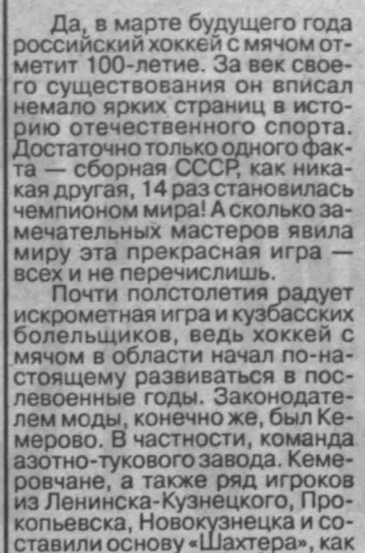 Да, в марте будущего года
российский хоккей с мячом от-
метит 100-летие. За век свое-
го существования он вписал
немало ярких страниц в исто-
рию отечественного спорта.
Достаточно только одного фак-
та — сборная СССР, как ника-
кая другая, 14 раз становилась
чемпионом мира! А сколько за-
мечательных мастеров явила
миру эта прекрасная игра —
всех и не перечислишь.
Почти полстолетия радует
искрометная игра и кузбасских
болельщиков, ведь хоккей с
мячом в области начал по-на-
стоящему развиваться в пос-
левоенные годы. Законодате-
лем моды, конечно же, был Ке-
мерово. В частности, команда
азотно-тукового завода. Кеме-
ровчане, а также ряд игроков
из Ленинска-Кузнецкого, Про-
копьевска, Новокузнецка и со-
ставили основу «Шахтера», как